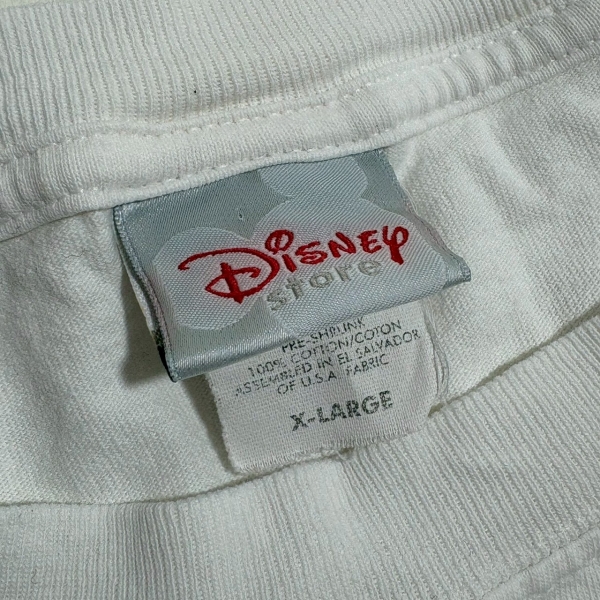 Disney
store
PRE-SHRUNK
100% COTTON/COTON
ASSEMBLED IN EL SALVADOR
OF U.S.A. FABRIC
X-LARGE